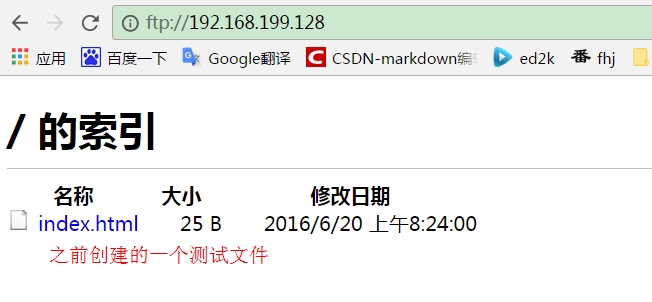 ftp://192.168.199.128
应用 百度一下 Google翻译 CSDN-markdown编 ed2k 番 fhj
/ 的索引
名称 大小 修改日期
index.html 25 B 2016/6/20 上午8:24:00
之前创建的一个测试文件